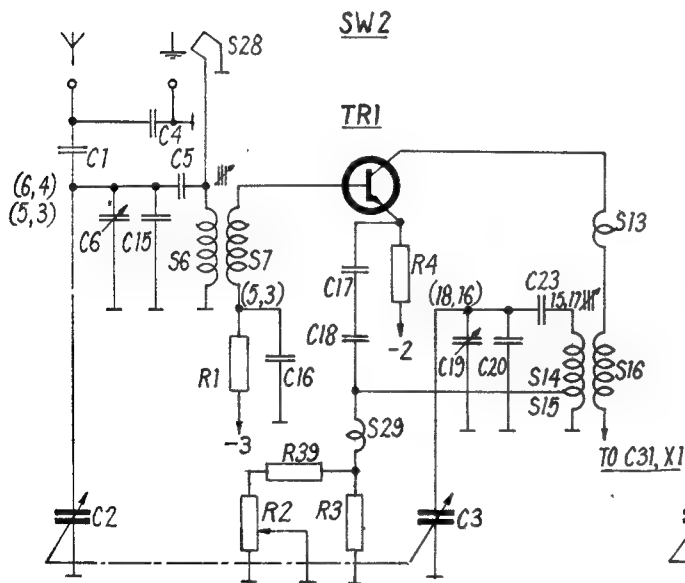 SW2
S28
TR1
C4
C1
C5
(6,4)
(5,3)
C6
C15
S6
S7
S13
C17
R4
(18,16)
C23
15,17
(5,3)
-2
C18
C19
C20
S14
S16
S15
R1
C16
S29
-3
R39
TO C31, X1
C2
R2
R3
C3